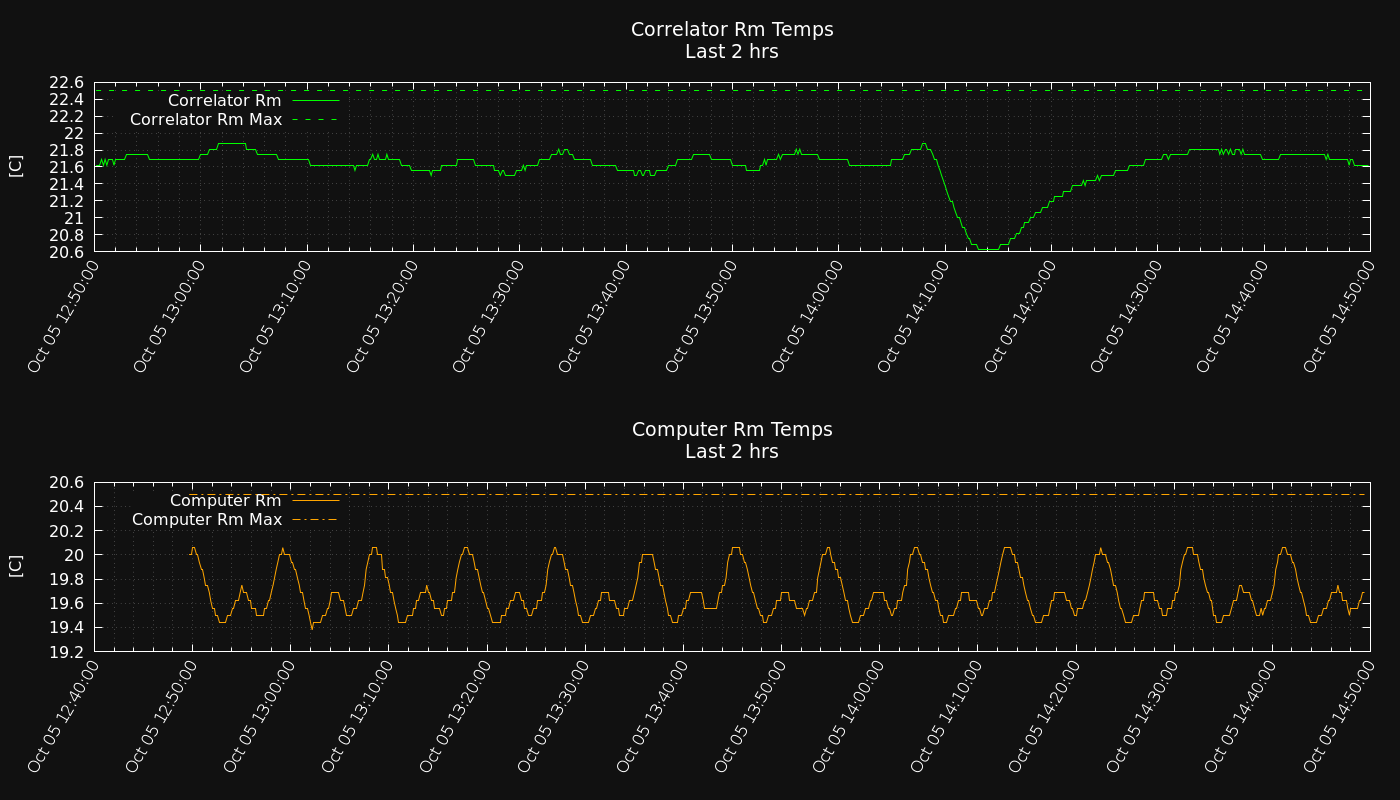 Correlator Rm Temps
Last 2 hrs
22.6
22.4
22.2
22
21.8
21.6
21.4
21.2
21
20.8
20.6
[C]
Correlator Rm
Correlator Rm Max
Oct 05 12:50:00
Oct 05 13:00:00
Oct 05 13:10:00
Oct 05 13:20:00
Oct 05 13:30:00
Oct 05 13:40:00
Oct 05 13:50:00
Oct 05 14:00:00
Oct 05 14:10:00
Oct 05 14:20:00
Oct 05 14:30:00
Oct 05 14:40:00
Oct 05 14:50:00
Computer Rm Temps
Last 2 hrs
20.6
20.4
20.2
20
19.8
19.6
19.4
19.2
[C]
Computer Rm
Computer Rm Max
Oct 05 12:40:00
Oct 05 12:50:00
Oct 05 13:00:00
Oct 05 13:10:00
Oct 05 13:20:00
Oct 05 13:30:00
Oct 05 13:40:00
Oct 05 13:50:00
Oct 05 14:00:00
Oct 05 14:10:00
Oct 05 14:20:00
Oct 05 14:30:00
Oct 05 14:40:00
Oct 05 14:50:00